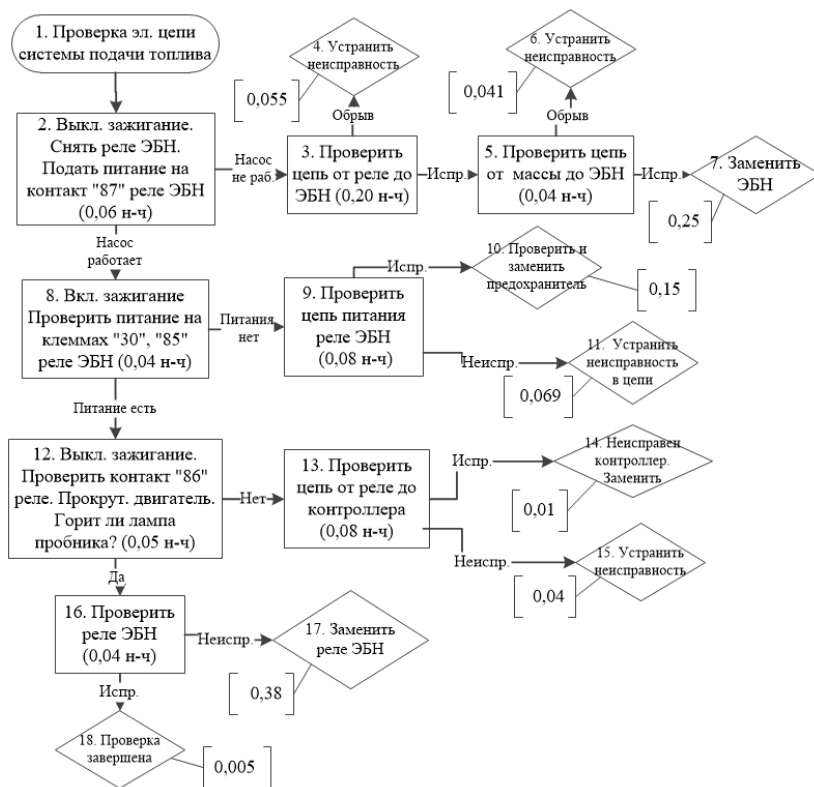 1. Проверка эл. цепи
системы подачи топлива
2. Выкл. зажигание.
Снять реле ЭБН.
Подать питание на
контакт "87" реле ЭБН
(0,06 н-ч)
Насос
не раб.
3. Проверить
цепь от реле до
ЭБН (0,20 н-ч)
Обрыв
4. Устранить
неисправность
0,055
Испр.
5. Проверить цепь
от массы до ЭБН
(0,04 н-ч)
Обрыв
6. Устранить
неисправность
0,041
Испр.
7. Заменить
ЭБН
0,25
Насос
работает
8. Вкл. зажигание
Проверить питание на
клеммах "30", "85"
реле ЭБН (0,04 н-ч)
Питания
нет
9. Проверить
цепь питания
реле ЭБН
(0,08 н-ч)
Испр.
10. Проверить и
заменить
предохранитель
0,15
Неиспр.
11. Устранить
неисправность
в цепи
0,069
Питание есть
12. Выкл. зажигание.
Проверить контакт "86"
реле. Прокрут. двигатель.
Горит ли лампа
пробника? (0,05 н-ч)
Нет
13. Проверить
цепь от реле до
контроллера
(0,08 н-ч)
Испр.
14. Неисправен
контроллер.
Заменить
0,01
Неиспр.
15. Устранить
неисправность
0,04
Да
16. Проверить
реле ЭБН
(0,04 н-ч)
Неиспр.
17. Заменить
реле ЭБН
0,38
Испр.
18. Проверка
завершена
0,005